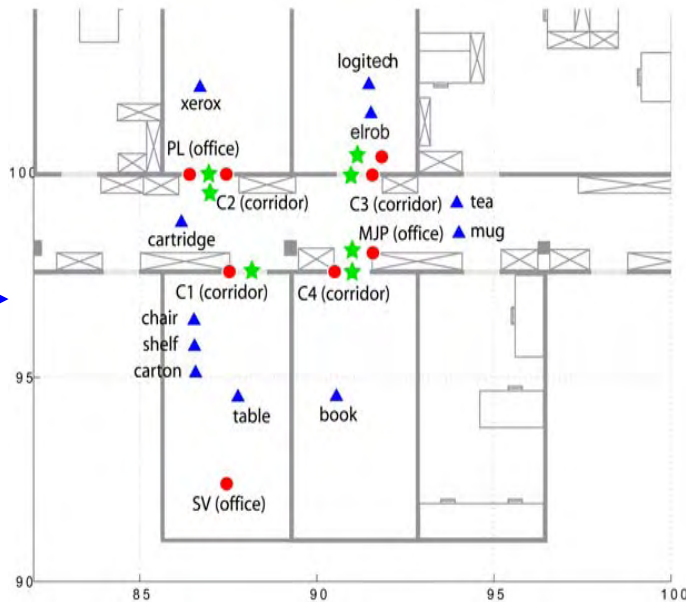 logitech
xerox
elrob
PL (office)
100
C2 (corridor)
C3 (corridor)
tea
MJP (office)
mug
cartridge
C1 (corridor)
C4 (corridor)
chair
shelf
95
carton
table
book
SV (office)
90
85
90
95
100